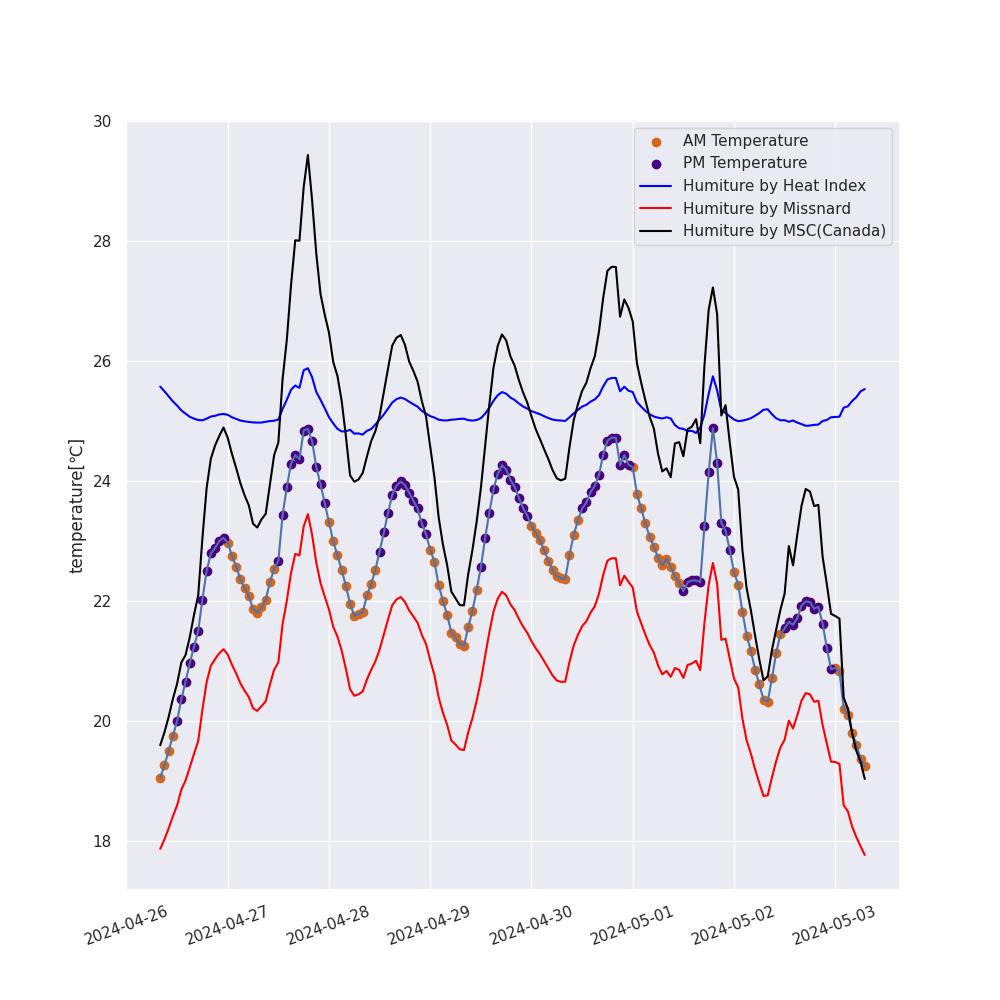 30
28
26
24
22
20
18
temperature[℃]
AM Temperature
PM Temperature
Humiture by Heat Index
Humiture by Missnard
Humiture by MSC(Canada)
2024-04-26
2024-04-27
2024-04-28
2024-04-29
2024-04-30
2024-05-01
2024-05-02
2024-05-03